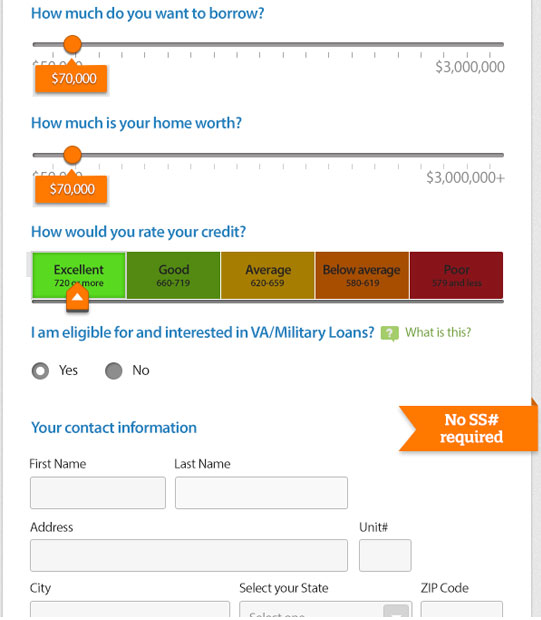 How much do you want to borrow?
$3,000,000
$70,000
How much is your home worth?
$3,000,000+
$70,000
How would you rate your credit?
Excellent Good Average Below average Poor
720 or more 660-719 620-659 580-619 579 and less
I am eligible for and interested in VA/Military Loans? ? What is this?
Yes No
No SS#
required
Your contact information
First Name Last Name
Address Unit#
City Select your State ZIP Code
Select one